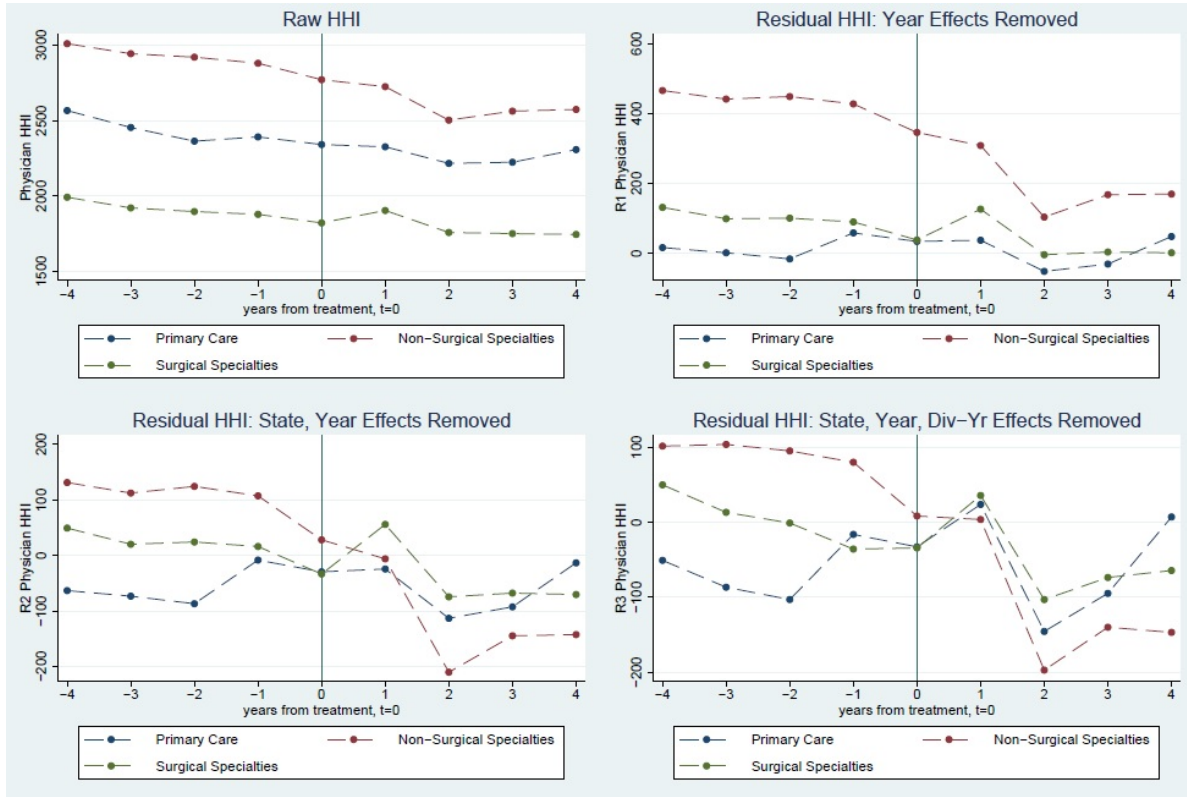 Raw HHI
Physician HHI
3000
2500
2000
1500
−4 −3 −2 −1 0 1 2 3 4
years from treatment, t=0
Primary Care Non−Surgical Specialties
Surgical Specialties
Residual HHI: Year Effects Removed
R1 Physician HHI
600
400
200
0
−4 −3 −2 −1 0 1 2 3 4
years from treatment, t=0
Primary Care Non−Surgical Specialties
Surgical Specialties
Residual HHI: State, Year Effects Removed
R2 Physician HHI
200
100
0
−100
−200
−4 −3 −2 −1 0 1 2 3 4
years from treatment, t=0
Primary Care Non−Surgical Specialties
Surgical Specialties
Residual HHI: State, Year, Div−Yr Effects Removed
R3 Physician HHI
100
0
−100
−200
−4 −3 −2 −1 0 1 2 3 4
years from treatment, t=0
Primary Care Non−Surgical Specialties
Surgical Specialties